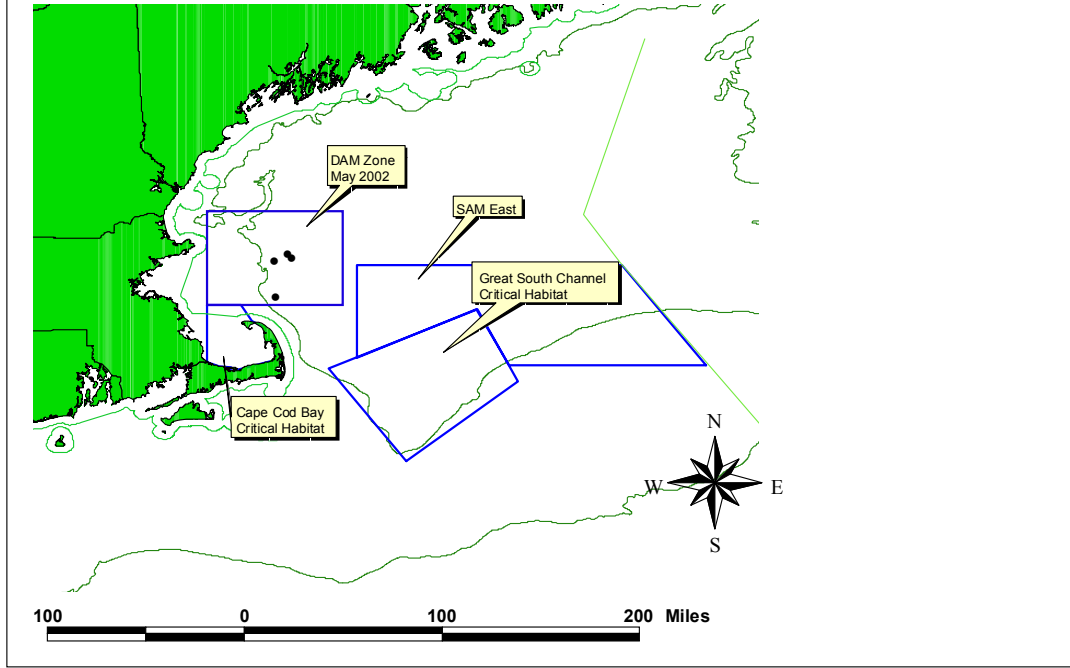 DAM Zone
May 2002
SAM East
Great South Channel
Critical Habitat
Cape Cod Bay
Critical Habitat
N
W E
S
100 0 100 200 Miles